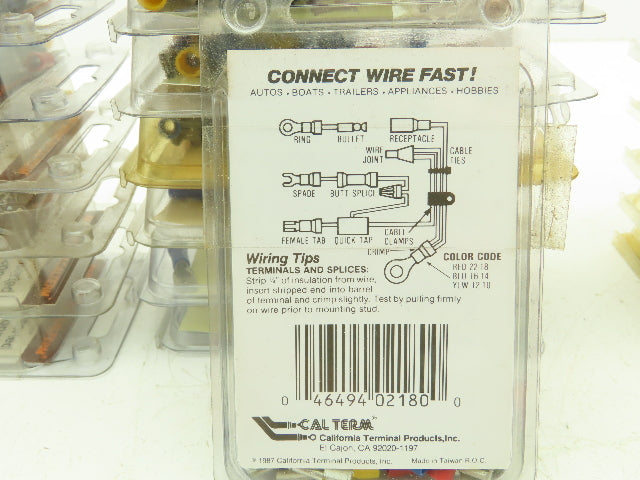 CONNECT WIRE FAST!
AUTOS • BOATS • TRAILERS • APPLIANCES • HOBBIES
RING BULLET RECEPTACLE
WIRE JOINT
CABLE TIES
SPADE BUTT SPLICE
FEMALE TAB QUICK TAP
CABLE CLAMPS
CRIMP
COLOR CODE
RED 22-18
BLU 16-14
YEW 12-10
Wiring Tips
TERMINALS AND SPLICES:
Strip ¼" of insulation from wire,
insert stripped end into barrel
of terminal and crimp slightly. Test by pulling firmly
on wire prior to mounting stud.
0 46494 02180 0
CAL TERM™
California Terminal Products, Inc.
El Cajon, CA 92020-1197
© 1987 California Terminal Products, Inc. Made in Taiwan R.O.C.